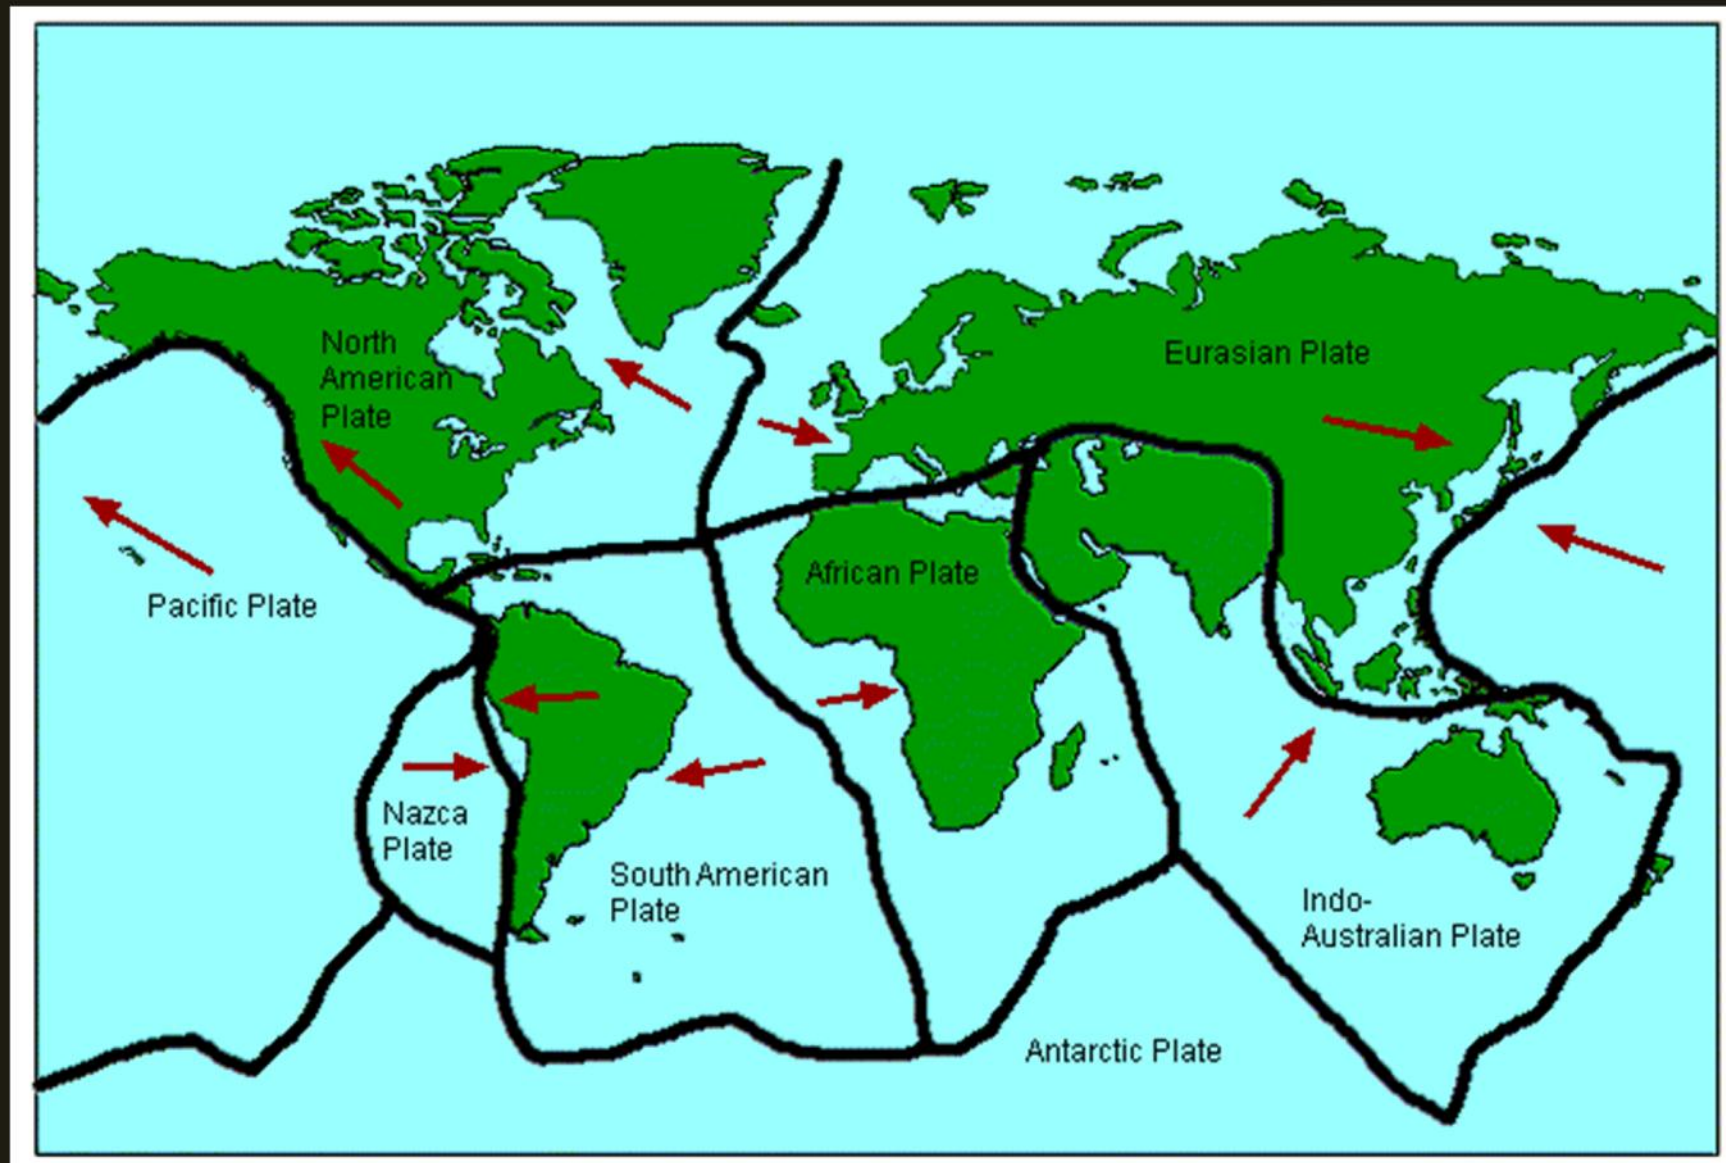 North
American
Plate
Eurasian Plate
African Plate
Pacific Plate
Nazca
Plate
South American
Plate
Indo-
Australian Plate
Antarctic Plate